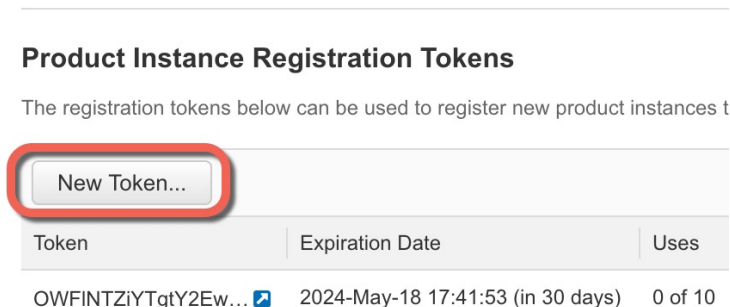 Product Instance Registration Tokens
The registration tokens below can be used to register new product instances t
New Token...
Token Expiration Date Uses
OWFINTZiYTgtY2Ew... 2024-May-18 17:41:53 (in 30 days) 0 of 10